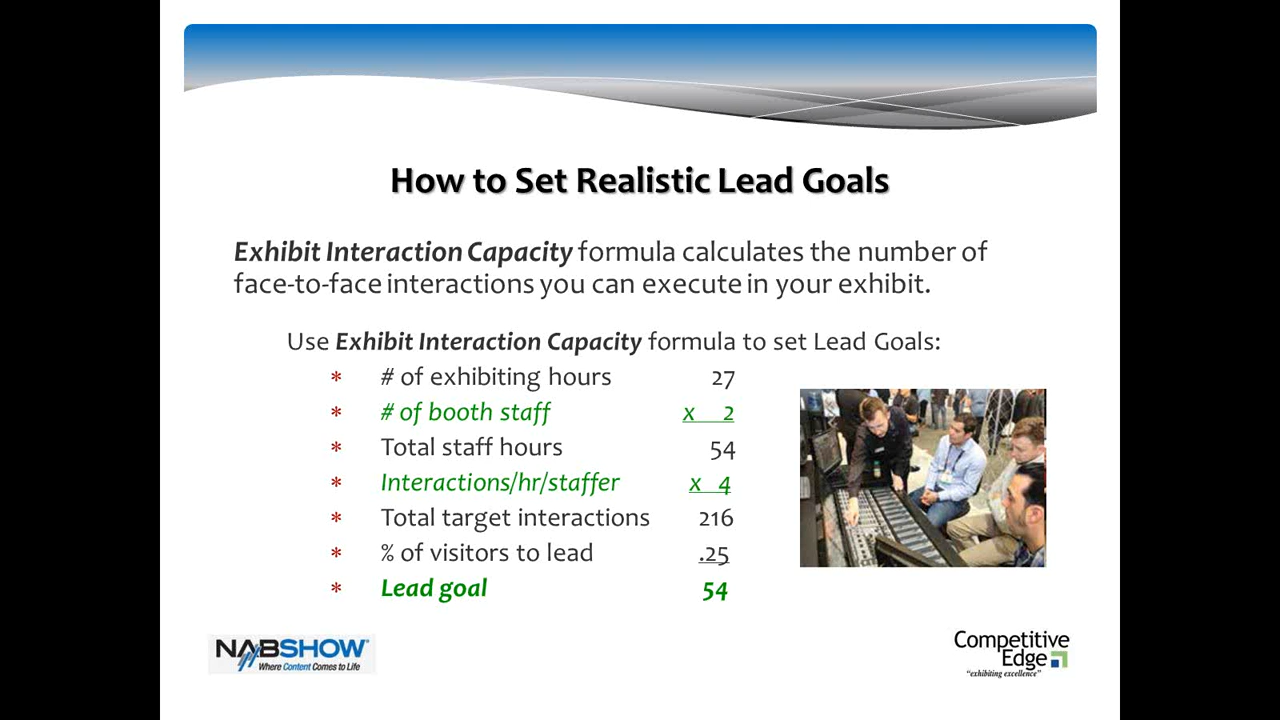 How to Set Realistic Lead Goals
Exhibit Interaction Capacity formula calculates the number of
face-to-face interactions you can execute in your exhibit.
Use Exhibit Interaction Capacity formula to set Lead Goals:
* # of exhibiting hours 27
* # of booth staff x 2
* Total staff hours 54
* Interactions/hr/staffer x 4
* Total target interactions 216
* % of visitors to lead .25
* Lead goal 54
NABSHOW®
Where Content Comes to Life
Competitive
Edge
"exhibiting excellence"